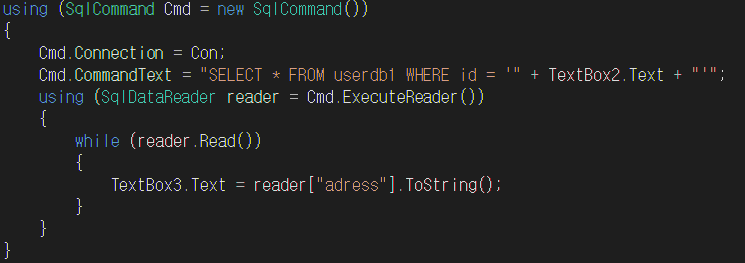 using (SqlCommand Cmd = new SqlCommand())
{
Cmd.Connection = Con;
Cmd.CommandText = "SELECT * FROM userdb1 WHERE id = '" + TextBox2.Text + "'";
using (SqlDataReader reader = Cmd.ExecuteReader())
{
while (reader.Read())
{
TextBox3.Text = reader["adress"].ToString();
}
}
}